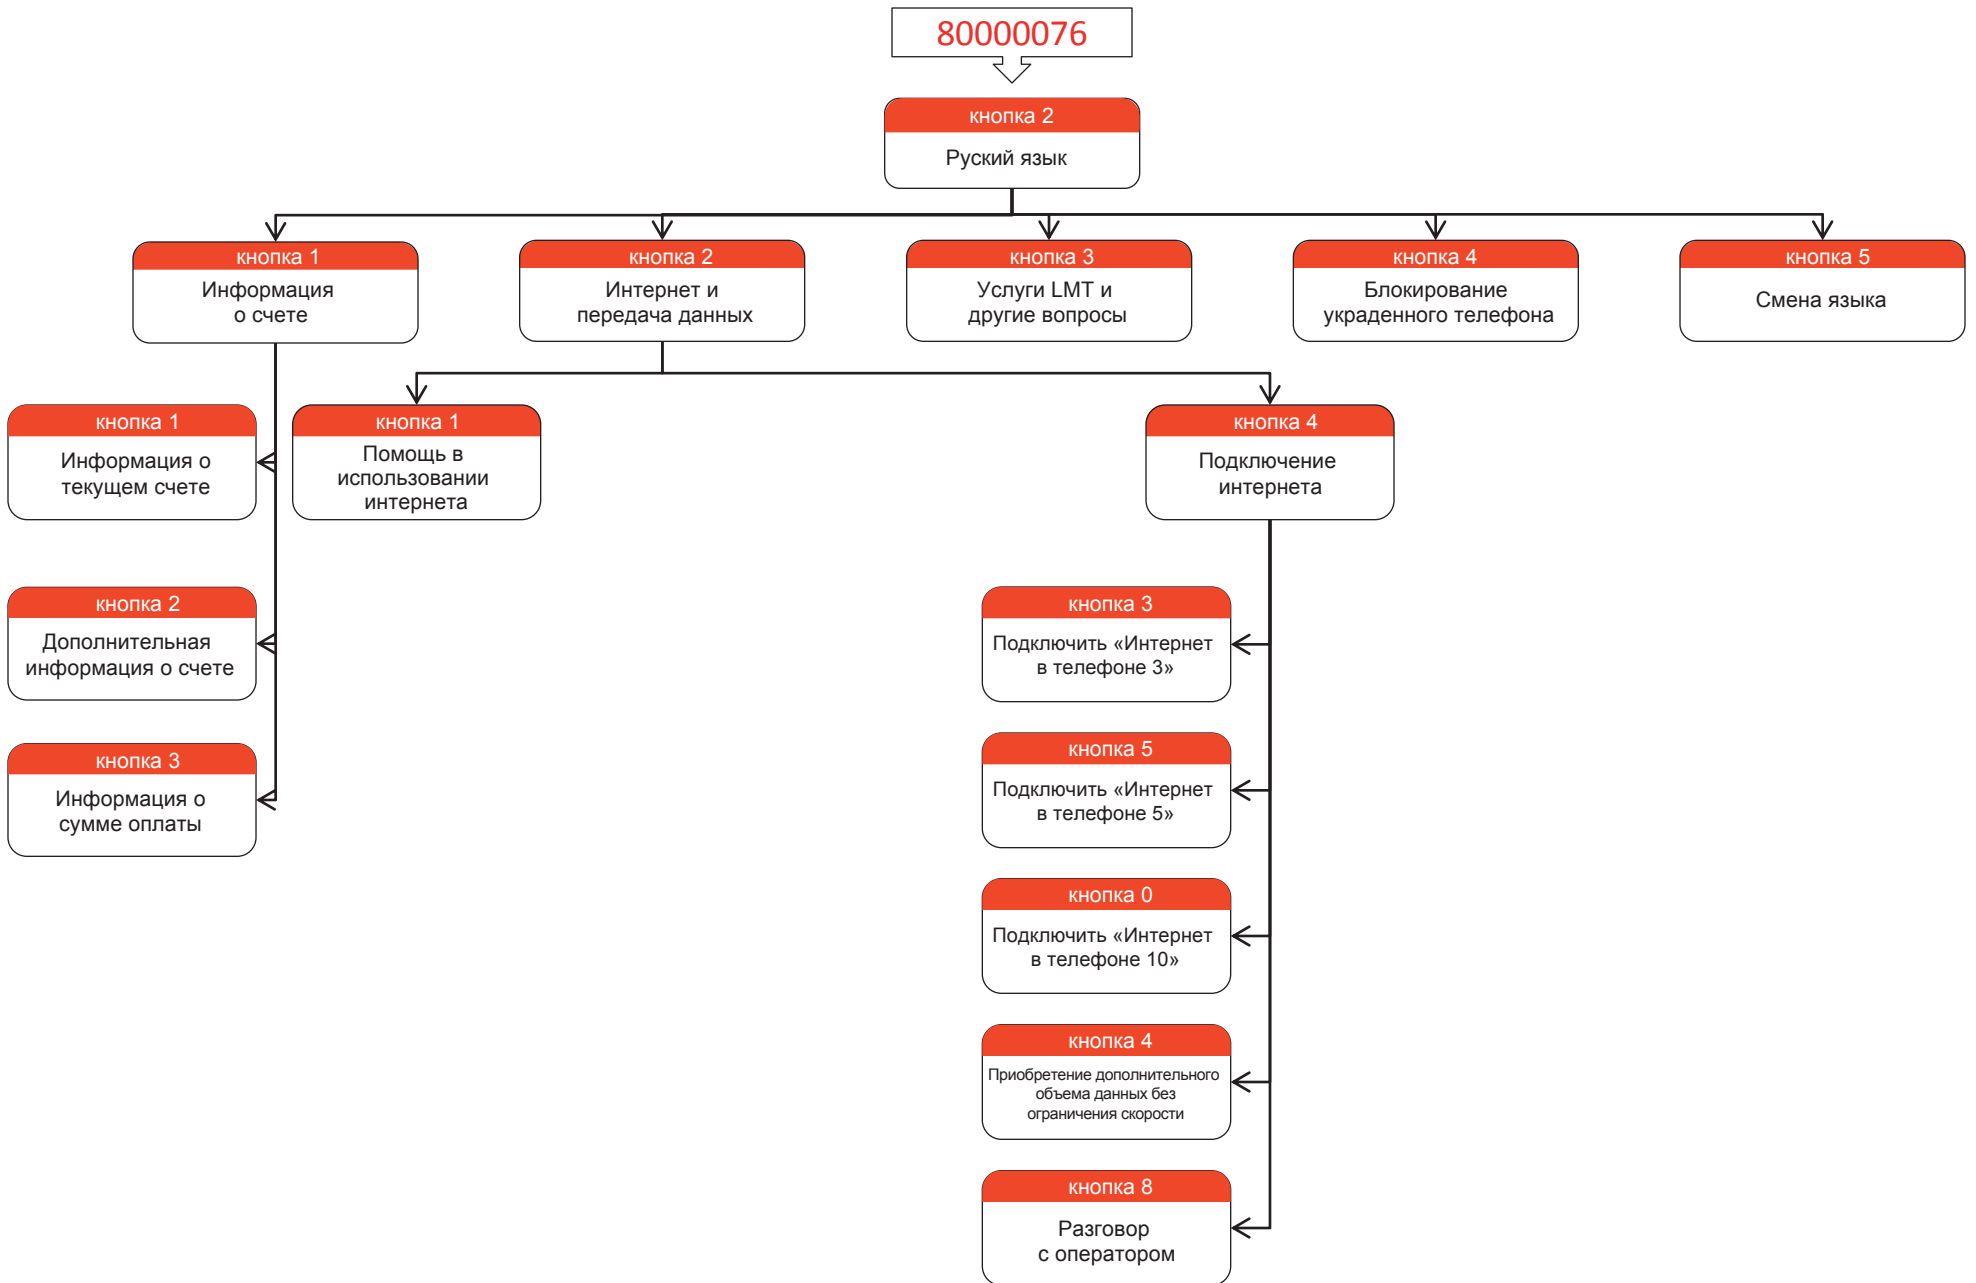 80000076
кнопка 2
Руский язык
кнопка 1
Информация
о счете
кнопка 2
Интернет и
передача данных
кнопка 3
Услуги LMT и
другие вопросы
кнопка 4
Блокирование
украденного телефона
кнопка 5
Смена языка
кнопка 1
Информация о
текущем счете
кнопка 1
Помощь в
использовании
интернета
кнопка 4
Подключение
интернета
кнопка 2
Дополнительная
информация о счете
кнопка 3
Информация о
сумме оплаты
кнопка 3
Подключить «Интернет
в телефоне 3»
кнопка 5
Подключить «Интернет
в телефоне 5»
кнопка 0
Подключить «Интернет
в телефоне 10»
кнопка 4
Приобретение дополнительного
объема данных без
ограничения скорости
кнопка 8
Разговор
с оператором